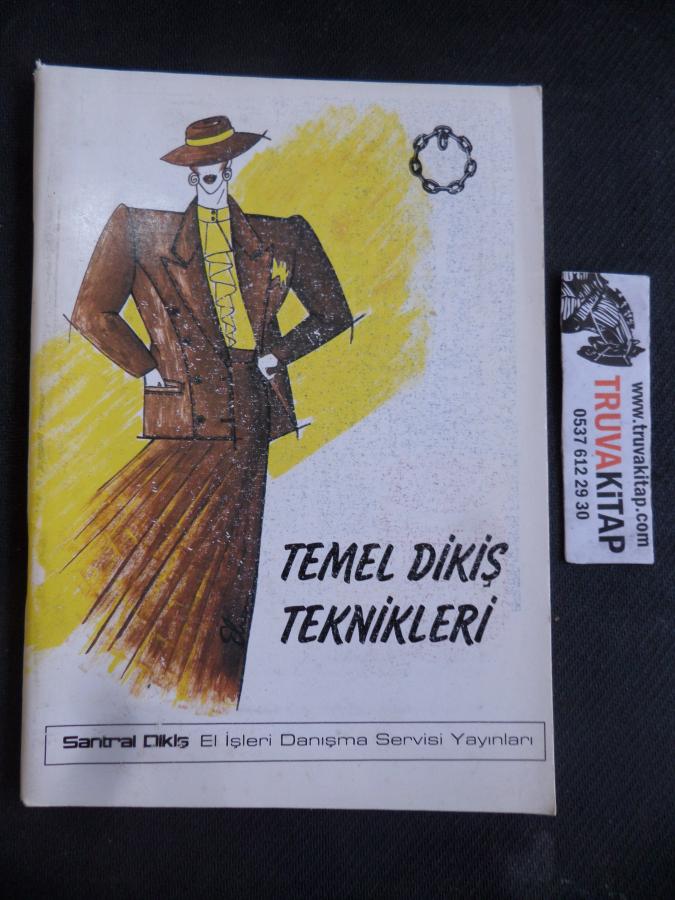 TEMEL DİKİŞ
TEKNİKLERİ
Santral Dikiş El İşleri Danışma Servisi Yayınları
www.truvakitap.com
TRUVAKİTAP
0537 612 29 30